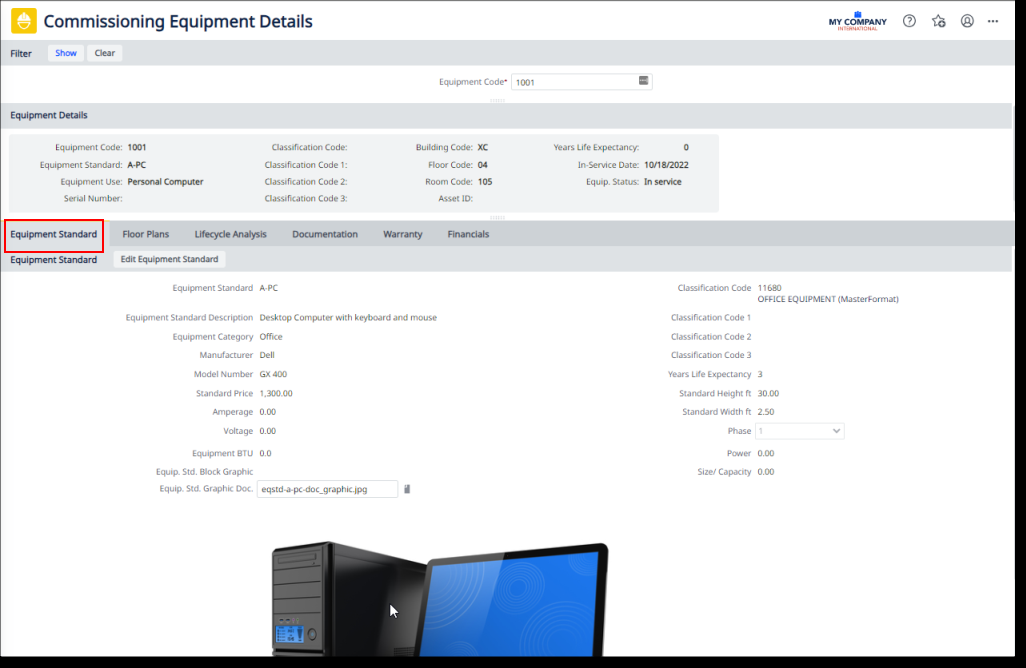 Commissioning Equipment Details
MY COMPANY
INTERNATIONAL
Filter Show Clear
Equipment Code* 1001
Equipment Details
Equipment Code: 1001 Classification Code: Building Code: XC Years Life Expectancy: 0
Equipment Standard: A-PC Classification Code 1: Floor Code: 04 In-Service Date: 10/18/2022
Equipment Use: Personal Computer Classification Code 2: Room Code: 105 Equip. Status: In service
Serial Number: Classification Code 3: Asset ID:
Equipment Standard Floor Plans Lifecycle Analysis Documentation Warranty Financials
Equipment Standard Edit Equipment Standard
Equipment Standard A-PC Classification Code 11680
OFFICE EQUIPMENT (MasterFormat)
Equipment Standard Description Desktop Computer with keyboard and mouse Classification Code 1
Equipment Category Office Classification Code 2
Manufacturer Dell Classification Code 3
Model Number GX 400 Years Life Expectancy 3
Standard Price 1,300.00 Standard Height ft 30.00
Amperage 0.00 Standard Width ft 2.50
Voltage 0.00 Phase 1
Equipment BTU 0.0 Power 0.00
Equip. Std. Block Graphic Size/ Capacity 0.00
Equip. Std. Graphic Doc. eqstd-a-pc-doc_graphic.jpg